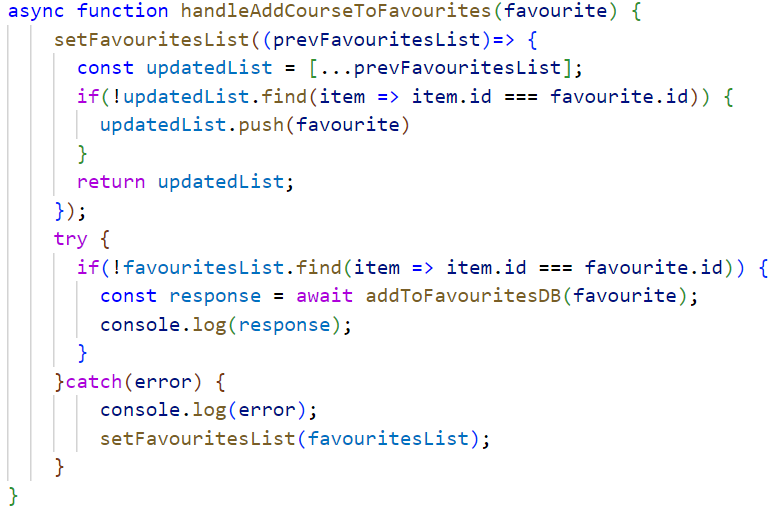 async function handleAddCourseToFavourites(favourite) {
    setFavouritesList((prevFavouritesList)=> {
      const updatedList = [...prevFavouritesList];
      if(!updatedList.find(item => item.id === favourite.id)) {
        updatedList.push(favourite)
      }
      return updatedList;
    });
    try {
      if(!favouritesList.find(item => item.id === favourite.id)) {
        const response = await addToFavouritesDB(favourite);
        console.log(response);
      }
    }catch(error) {
        console.log(error);
        setFavouritesList(favouritesList);
    }
}